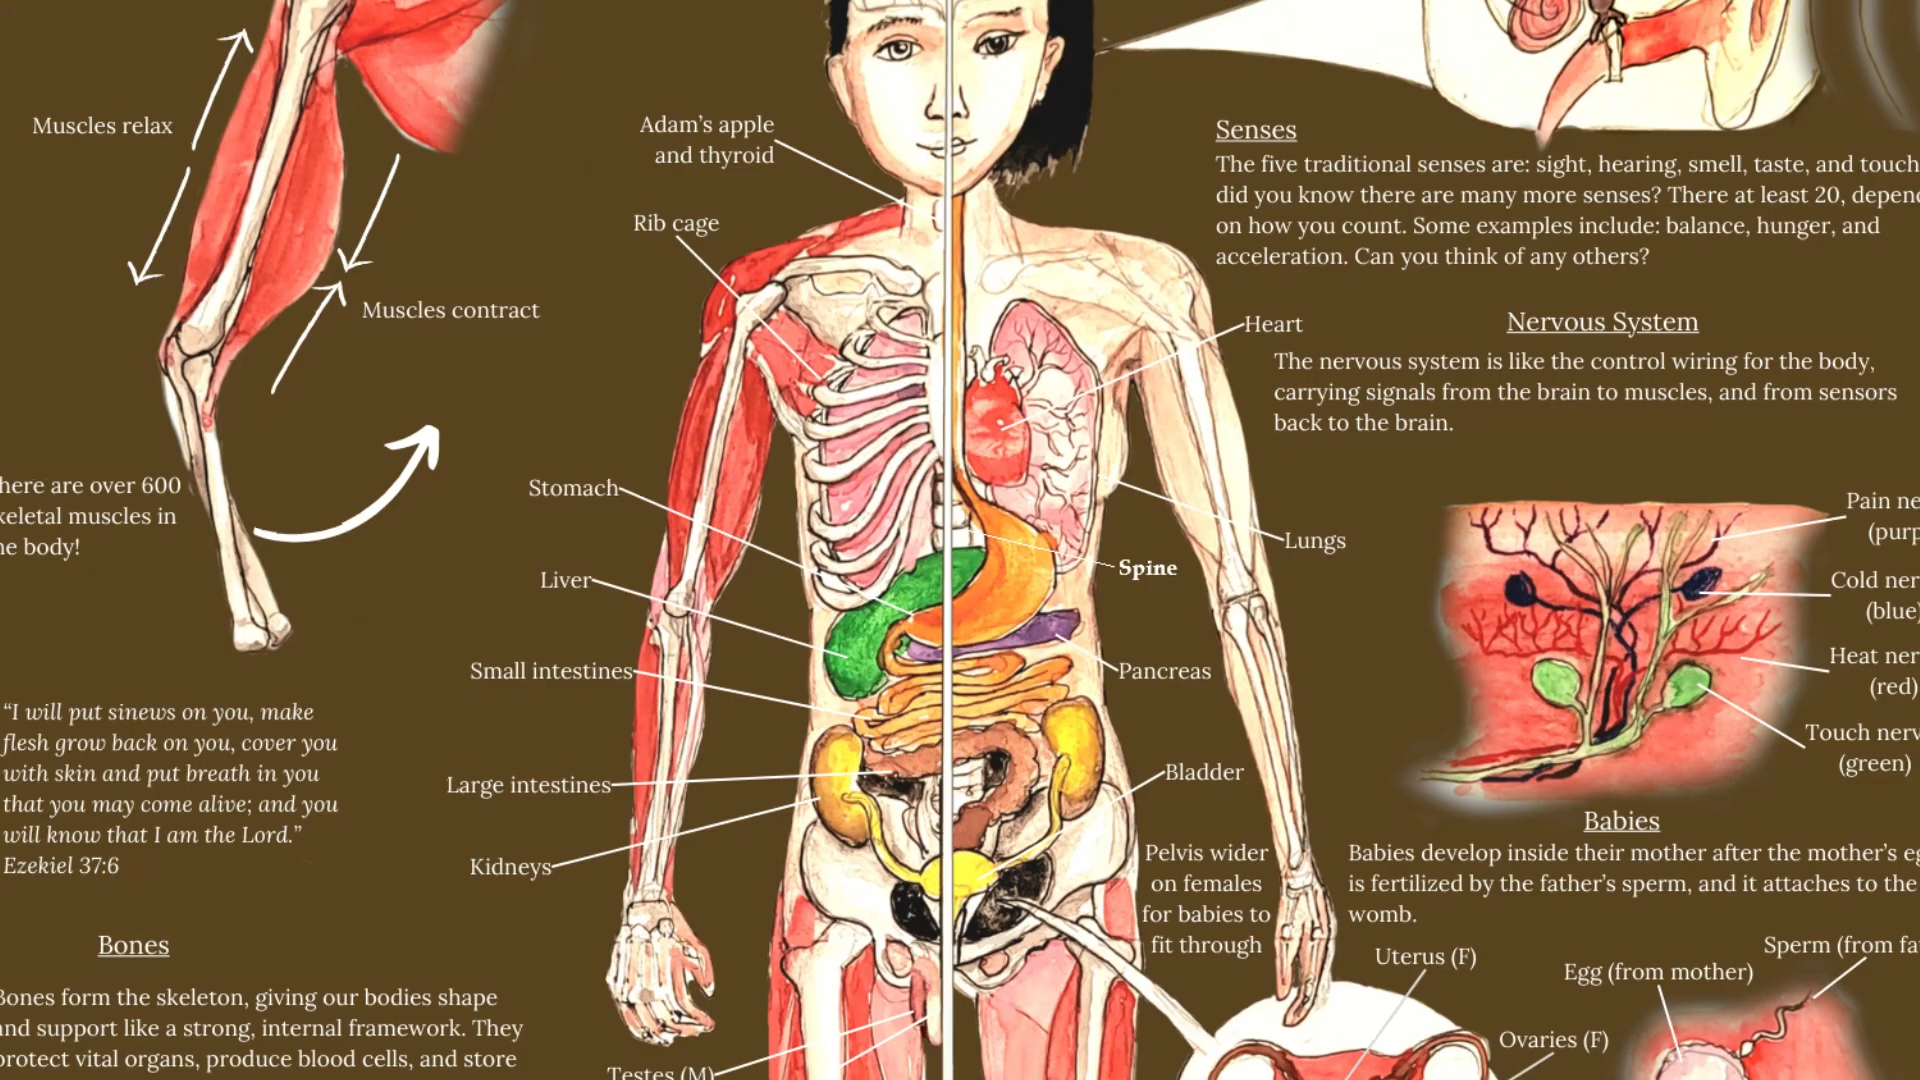 Muscles relax
Muscles contract
here are over 600
keletal muscles in
he body!
“I will put sinews on you, make
flesh grow back on you, cover you
with skin and put breath in you
that you may come alive; and you
will know that I am the Lord.”
Ezekiel 37:6
Bones
Bones form the skeleton, giving our bodies shape
and support like a strong, internal framework. They
protect vital organs, produce blood cells, and store
Adam’s apple
and thyroid
Rib cage
Stomach
Liver
Small intestines
Large intestines
Kidneys
Testes (M)
Heart
Lungs
Spine
Pancreas
Bladder
Pelvis wider
on females
for babies to
fit through
Senses
The five traditional senses are: sight, hearing, smell, taste, and touch
did you know there are many more senses? There at least 20, depend
on how you count. Some examples include: balance, hunger, and
acceleration. Can you think of any others?
Nervous System
The nervous system is like the control wiring for the body,
carrying signals from the brain to muscles, and from sensors
back to the brain.
Pain ne
(purp
Cold ner
(blue)
Heat ner
(red)
Touch nerv
(green)
Babies
Babies develop inside their mother after the mother’s eg
is fertilized by the father’s sperm, and it attaches to the
womb.
Uterus (F)
Ovaries (F)
Egg (from mother)
Sperm (from fa